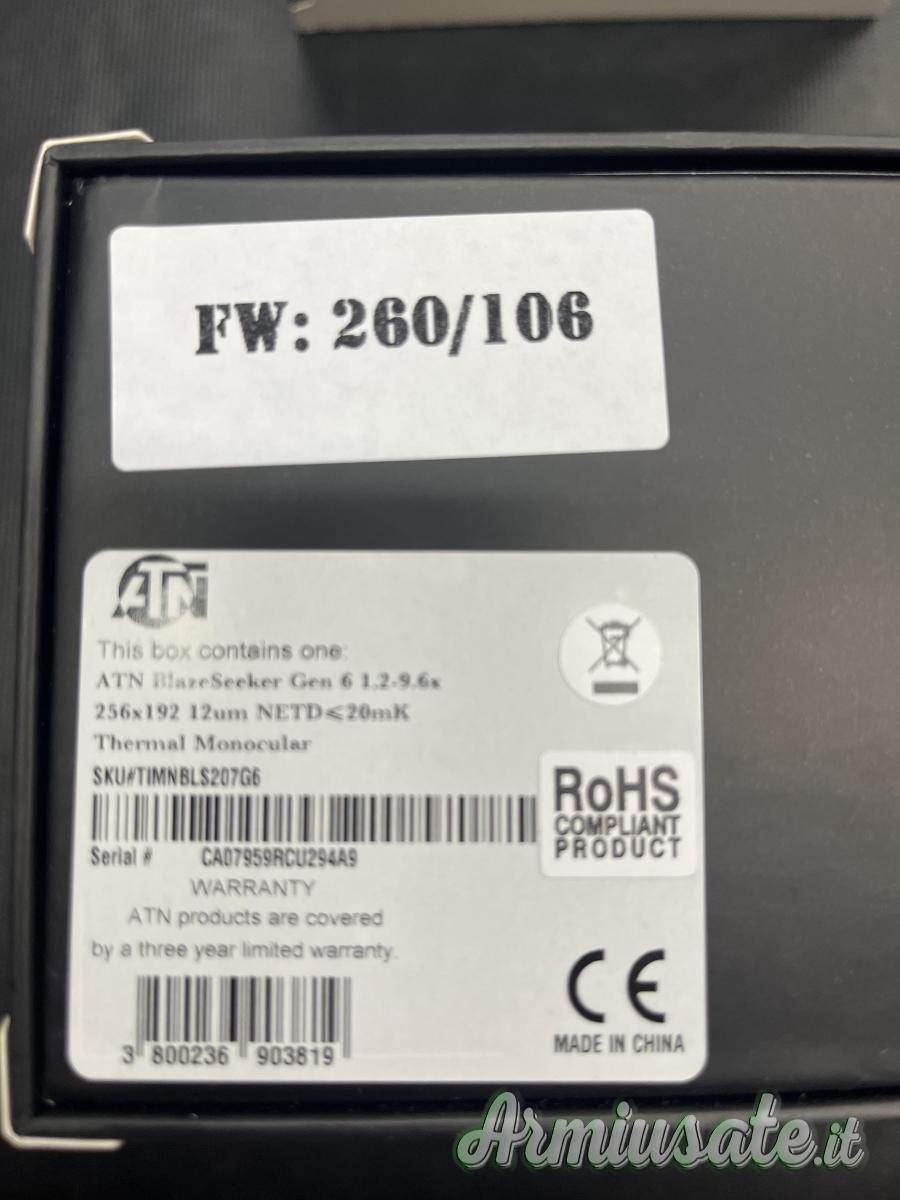 FW: 260/106
ATN
This box contains one:
ATN BlazeSeeker Gen 6 1.2-9.6x
256x192 12um NETD≤20mK
Thermal Monocular
SKU#TIMNBLS207G6
Serial # CA07959RCU294A9
WARRANTY
ATN products are covered
by a three year limited warranty.
3 800236 903819
RoHS
COMPLIANT
PRODUCT
CE
MADE IN CHINA
Armiusate.it